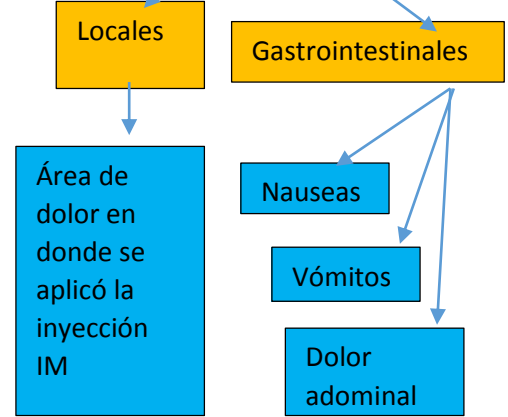 Locales
Gastrointestinales
Área de
dolor en
donde se
aplicó la
inyección
IM
Nauseas
Vómitos
Dolor
adominal